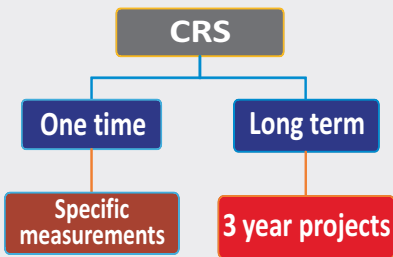 CRS
One time
Long term
Specific
measurements
3 year projects